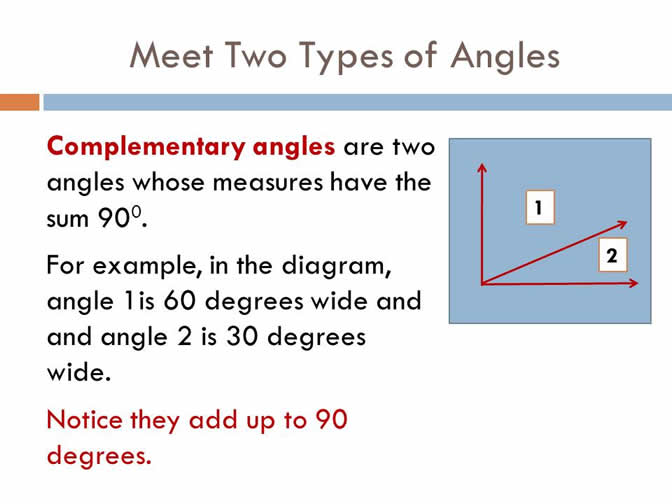 Meet Two Types of Angles
Complementary angles are two
angles whose measures have the
sum 90⁰.
For example, in the diagram,
angle 1is 60 degrees wide and
and angle 2 is 30 degrees
wide.
Notice they add up to 90
degrees.
1
2